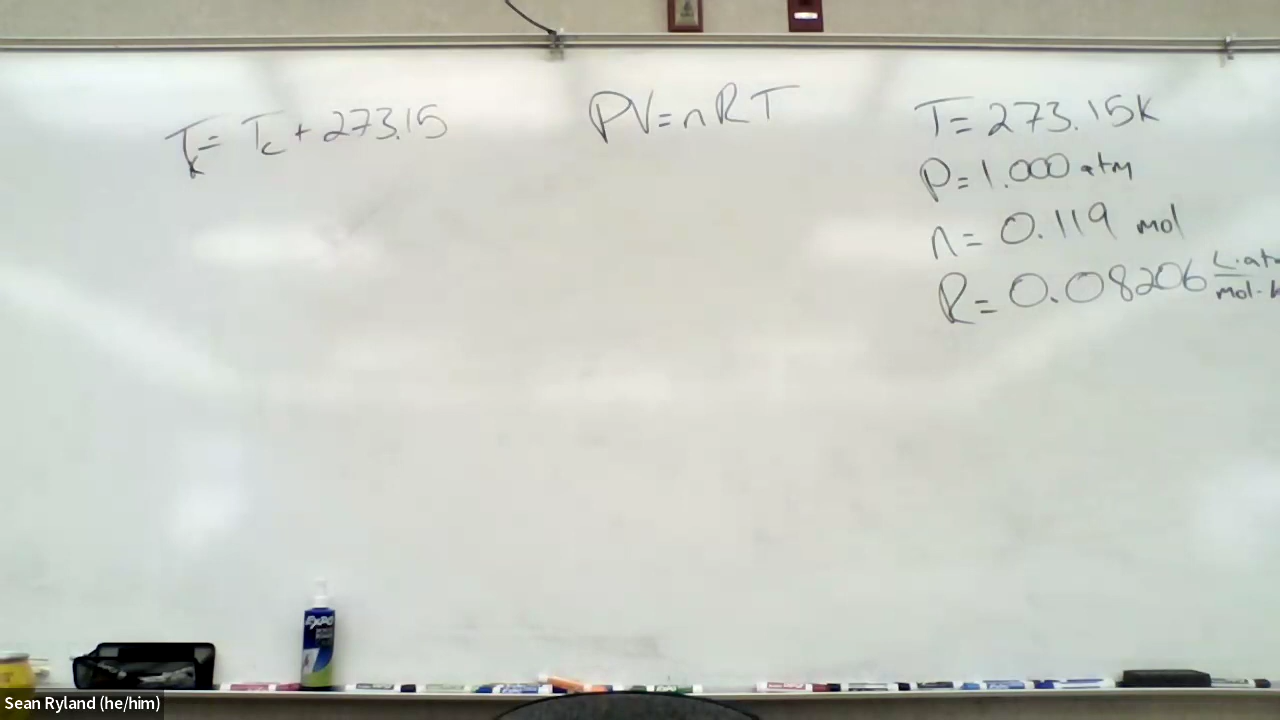 T_K = T_c + 273.15
PV = nRT
T = 273.15K
P = 1.000 atm
n = 0.119 mol
R = 0.08206 L·atm
mol·K
EXPO
Sean Ryland (he/him)